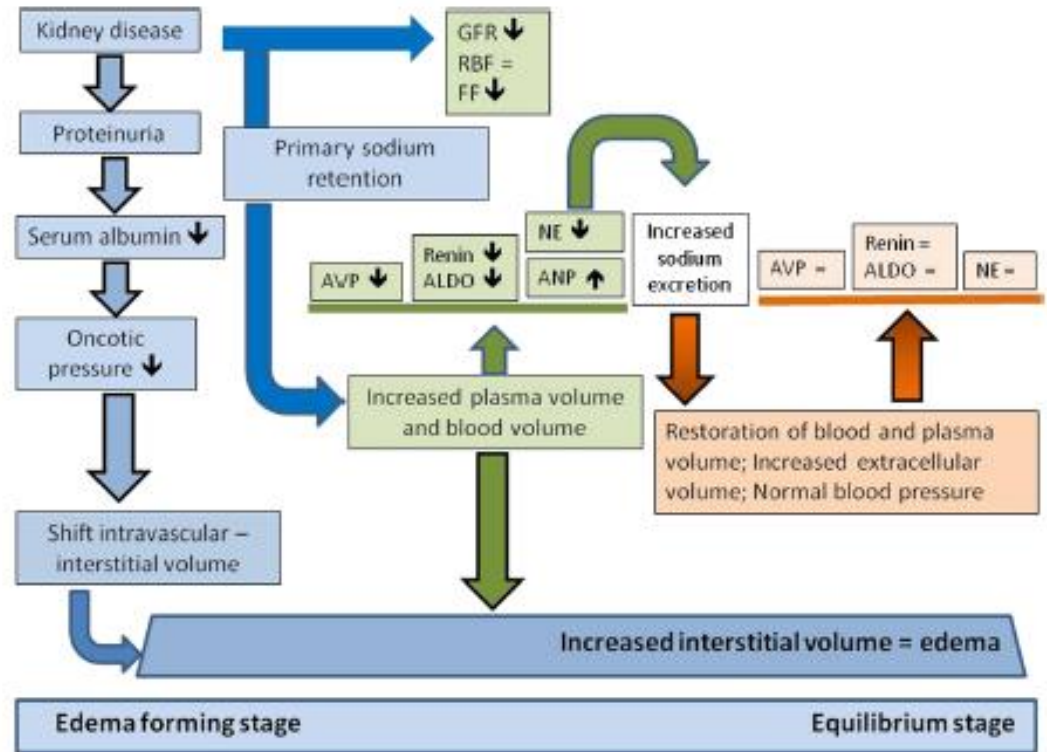 Kidney disease
Proteinuria
Serum albumin ↓
Oncotic
pressure ↓
Shift intravascular –
interstitial volume
GFR ↓
RBF =
FF ↓
Primary sodium
retention
AVP ↓
Renin ↓
ALDO ↓
NE ↓
ANP ↑
Increased
sodium
excretion
AVP =
Renin =
ALDO =
NE =
Increased plasma volume
and blood volume
Restoration of blood and plasma
volume; Increased extracellular
volume; Normal blood pressure
Increased interstitial volume = edema
Edema forming stage
Equilibrium stage